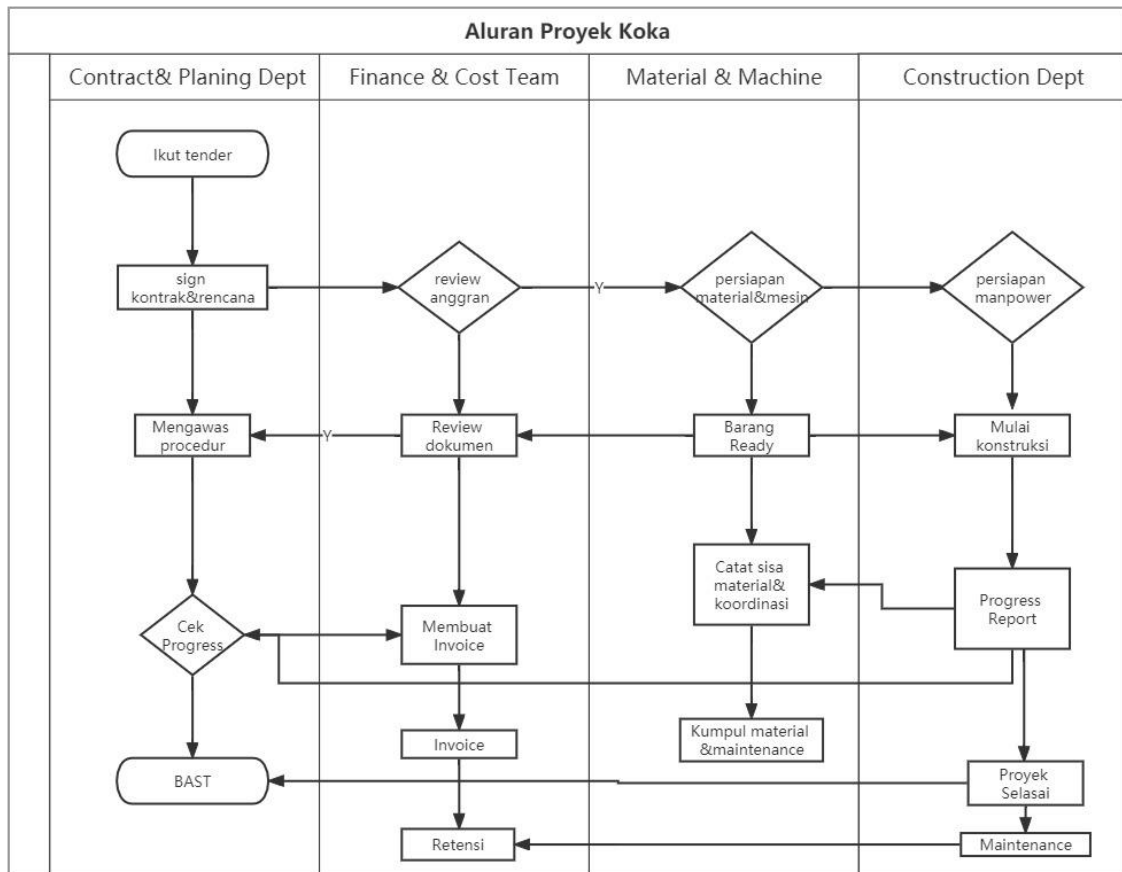 Aluran Proyek Koka
Contract& Planing Dept
Finance & Cost Team
Material & Machine
Construction Dept
Ikut tender
sign
kontrak&rencana
review
anggran
Y
persiapan
material&mesin
persiapan
manpower
Mengawas
procedur
Y
Review
dokumen
Barang
Ready
Mulai
konstruksi
Catat sisa
material&
koordinasi
Progress
Report
Cek
Progress
Membuat
Invoice
Invoice
Kumpul material
&maintenance
BAST
Proyek
Selasai
Retensi
Maintenance